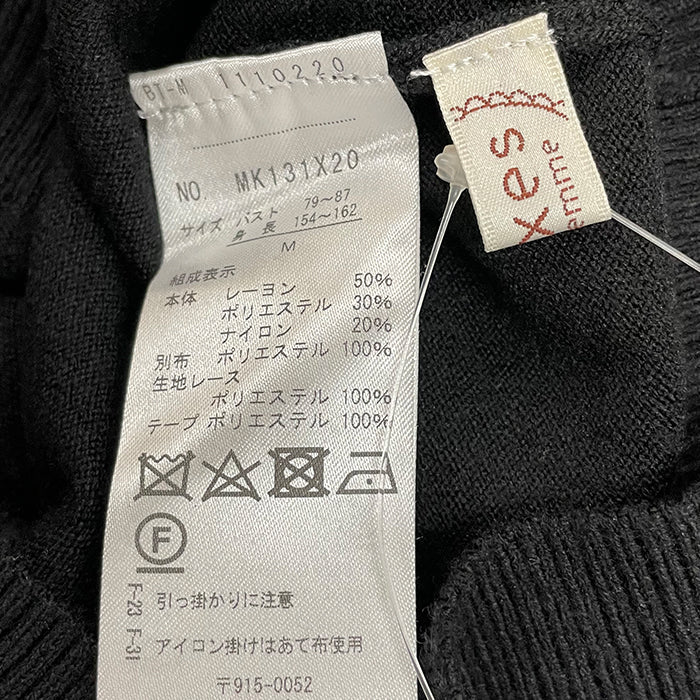 BT-M 1110220
NO. MK131X20
サイズ バスト 79～87
身長 154～162
M
組成表示
本体 レーヨン 50%
ポリエステル 30%
ナイロン 20%
別布 ポリエステル 100%
生地レース
ポリエステル 100%
テープ ポリエステル 100%
F
F-23 F-31
引っ掛かりに注意
アイロン掛けはあて布使用
〒915-0052
xes
emme